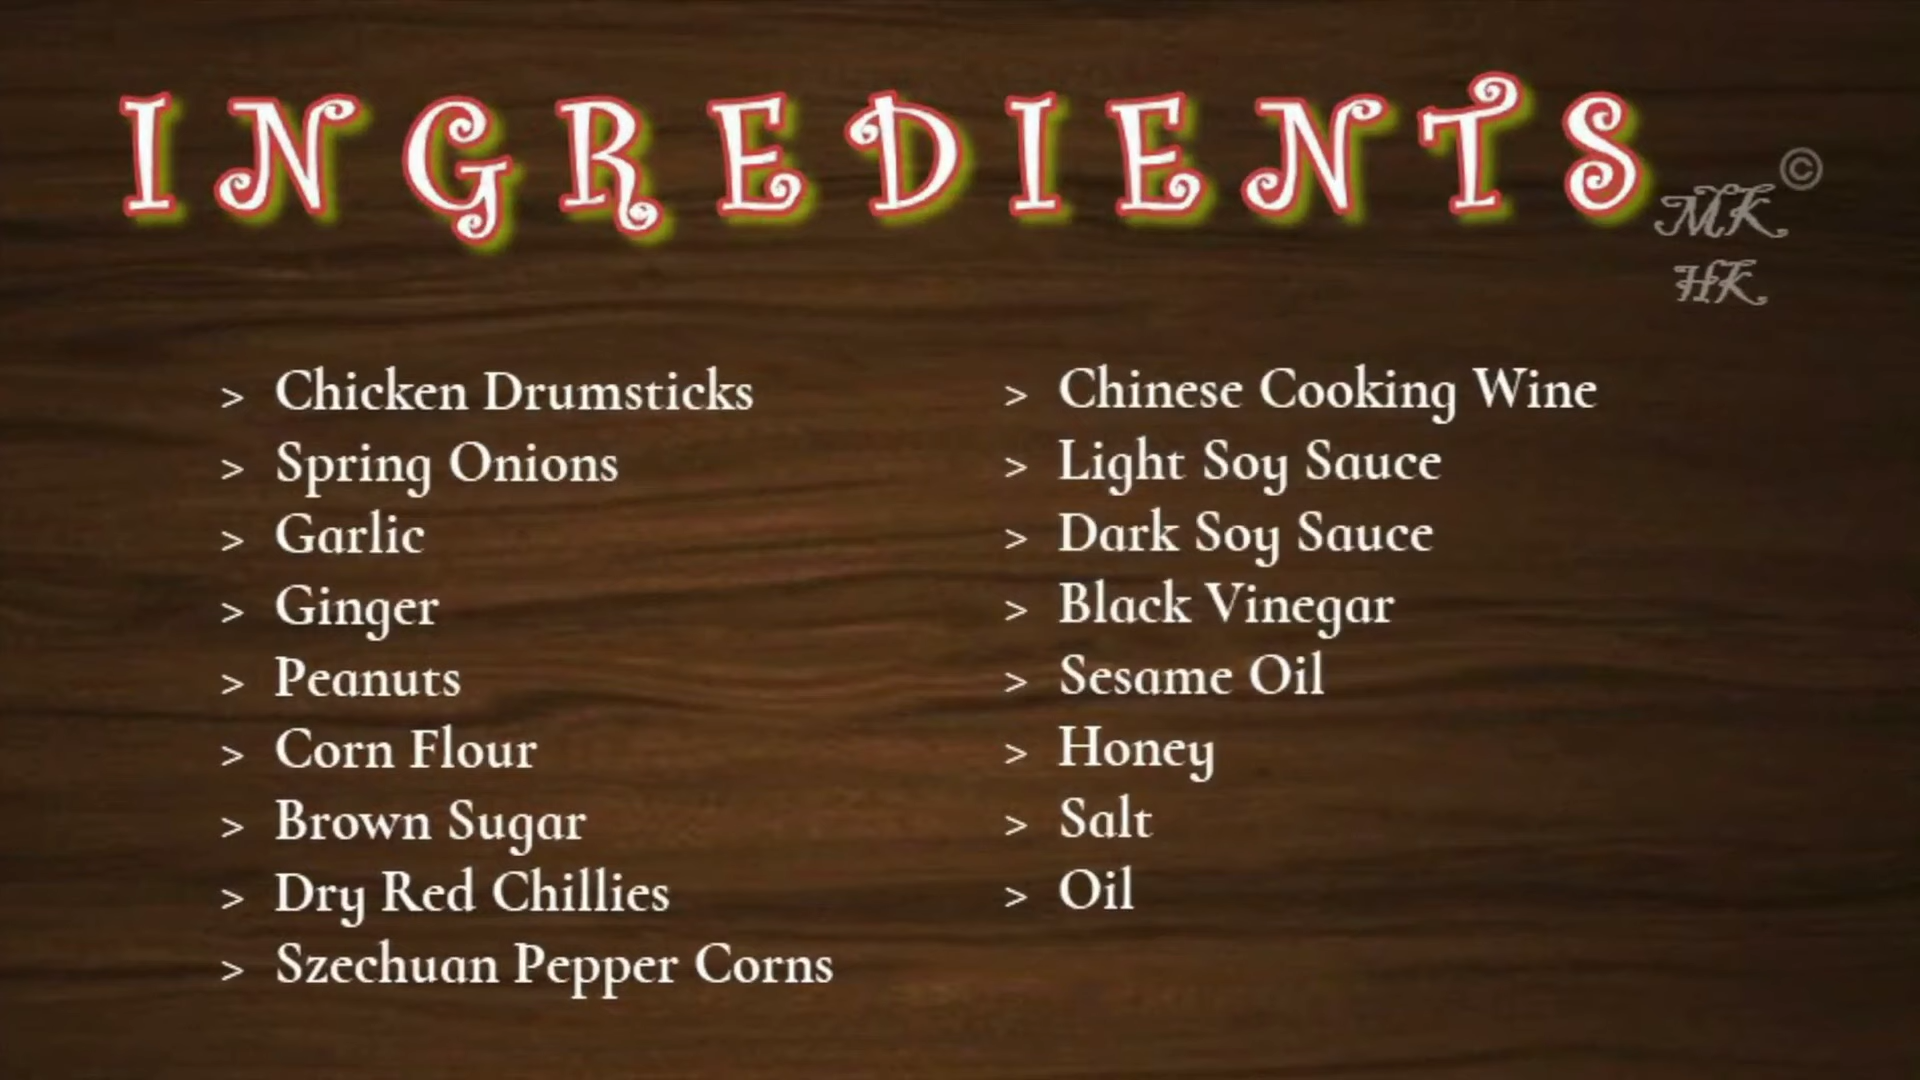 INGREDIENTS
©
MK
HK
> Chicken Drumsticks
> Spring Onions
> Garlic
> Ginger
> Peanuts
> Corn Flour
> Brown Sugar
> Dry Red Chillies
> Szechuan Pepper Corns
> Chinese Cooking Wine
> Light Soy Sauce
> Dark Soy Sauce
> Black Vinegar
> Sesame Oil
> Honey
> Salt
> Oil